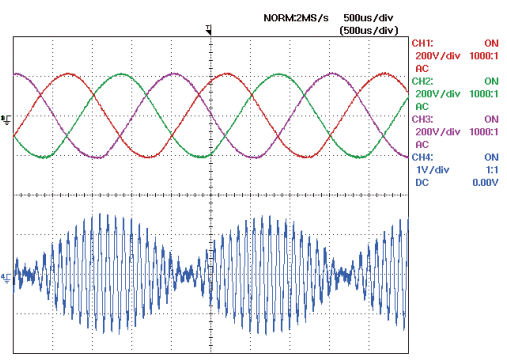 NORM:2MS/s 500us/div
(500us/div)
CH1: ON
200V/div 1000:1
AC
CH2: ON
200V/div 1000:1
AC
CH3: ON
200V/div 1000:1
AC
CH4: ON
1V/div 1:1
DC 0.00V